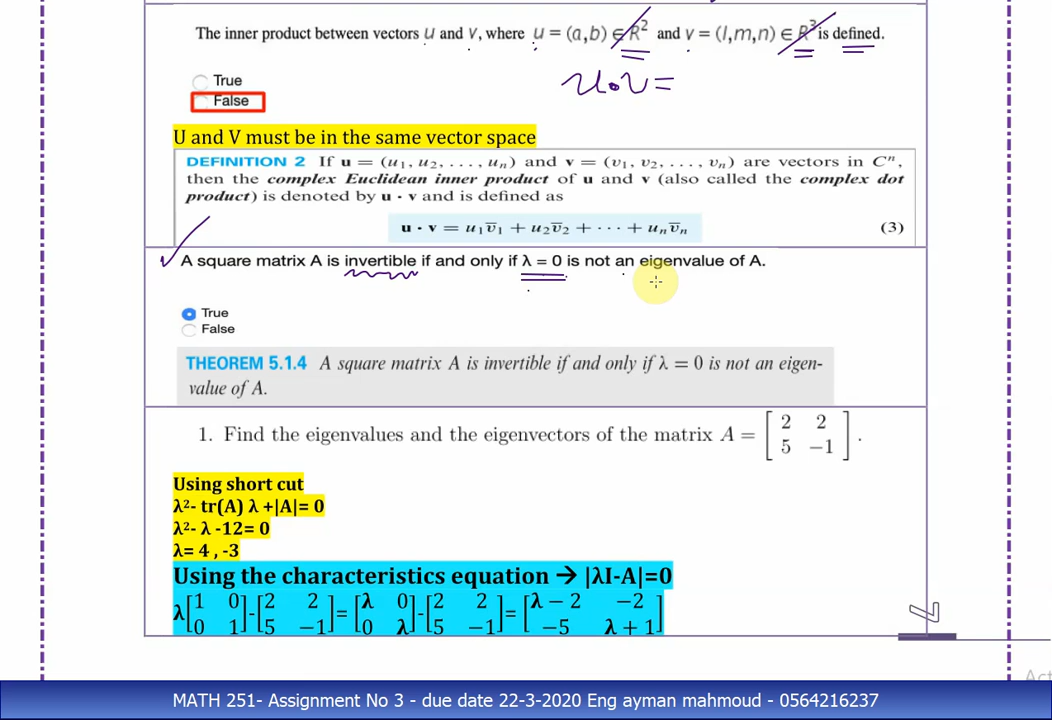 The inner product between vectors u and v, where u = (a,b) ∈ R² and v = (l,m,n) ∈ R³ is defined.
u·v =
True
False
U and V must be in the same vector space
DEFINITION 2 If u = (u₁, u₂, . . . , uₙ) and v = (v₁, v₂, . . . , vₙ) are vectors in Cⁿ,
then the complex Euclidean inner product of u and v (also called the complex dot
product) is denoted by u · v and is defined as
u · v = u₁v̅₁ + u₂v̅₂ + · · · + uₙv̅ₙ (3)
A square matrix A is invertible if and only if λ = 0 is not an eigenvalue of A.
True
False
THEOREM 5.1.4 A square matrix A is invertible if and only if λ = 0 is not an eigen-
value of A.
1. Find the eigenvalues and the eigenvectors of the matrix A = [2 2; 5 −1].
Using short cut
λ²- tr(A) λ +|A|= 0
λ²- λ -12= 0
λ= 4 , -3
Using the characteristics equation → |λI-A|=0
λ[1 0; 0 1]-[2 2; 5 −1]=[λ 0; 0 λ]-[2 2; 5 −1]=[λ − 2 −2; −5 λ + 1]
MATH 251- Assignment No 3 - due date 22-3-2020 Eng ayman mahmoud - 0564216237